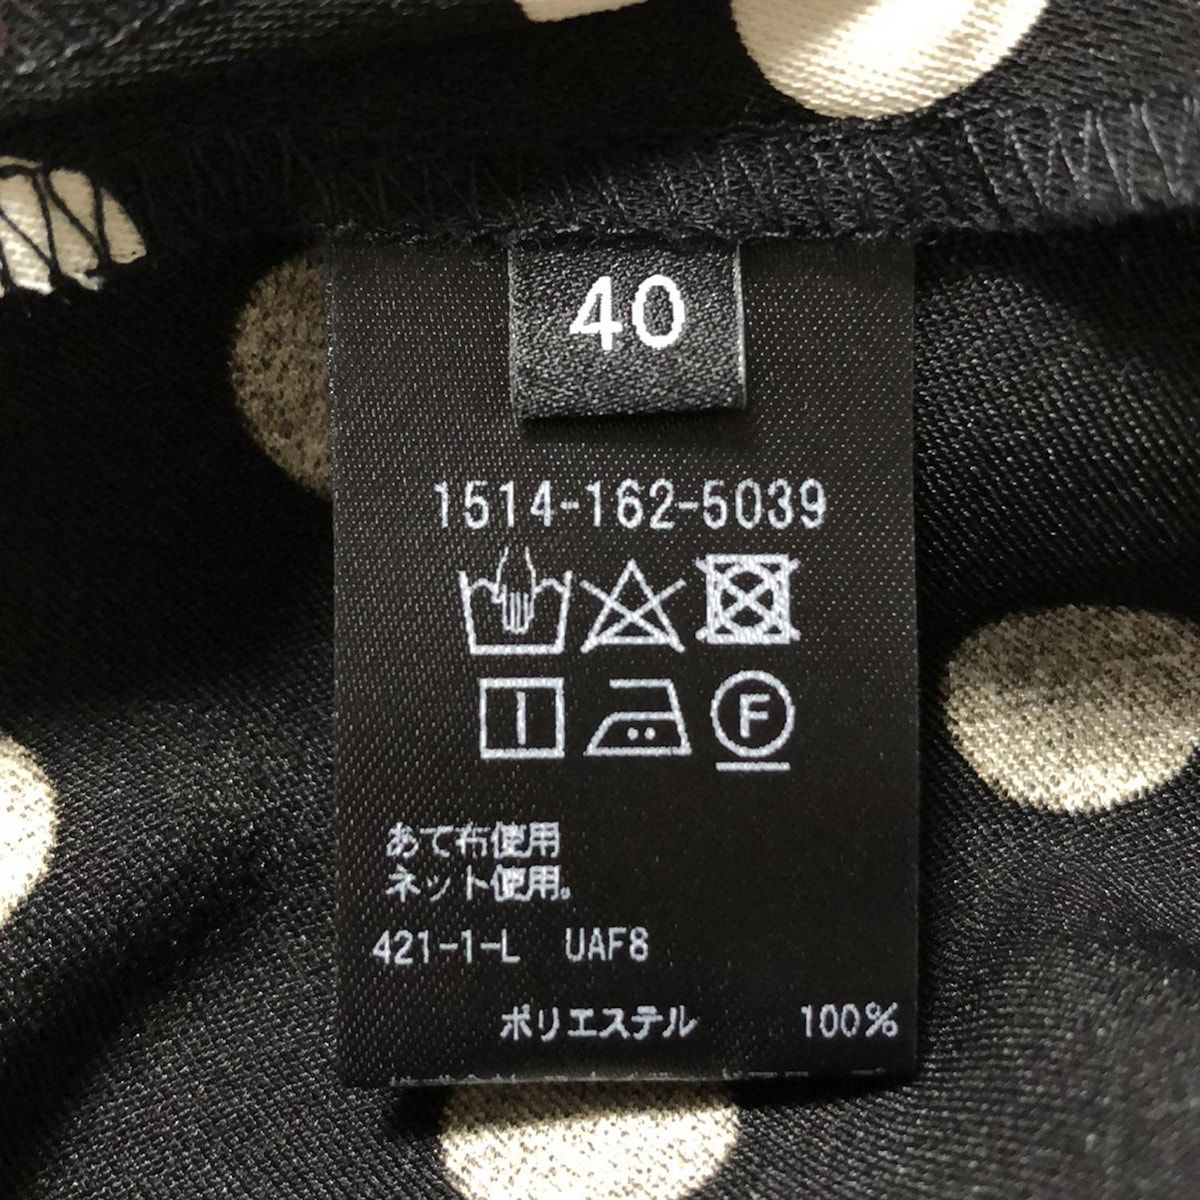 40
1514-162-5039
F
あて布使用
ネット使用。
421-1-L UAF8
ポリエステル 100%